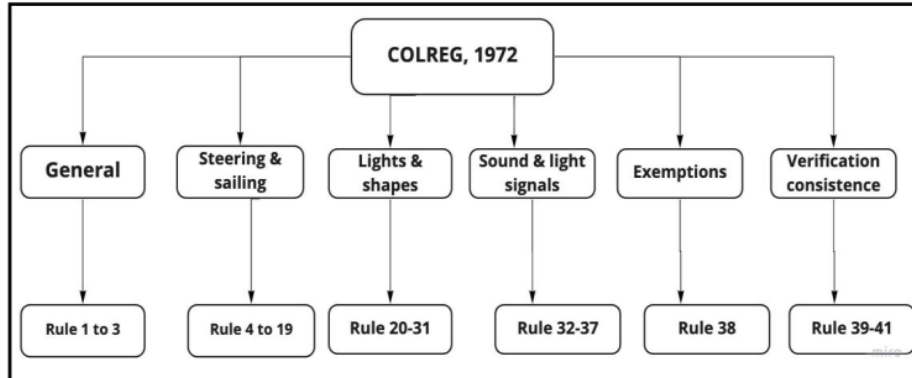 COLREG, 1972
General
Steering &
sailing
Lights &
shapes
Sound & light
signals
Exemptions
Verification
consistence
Rule 1 to 3
Rule 4 to 19
Rule 20-31
Rule 32-37
Rule 38
Rule 39-41
miro